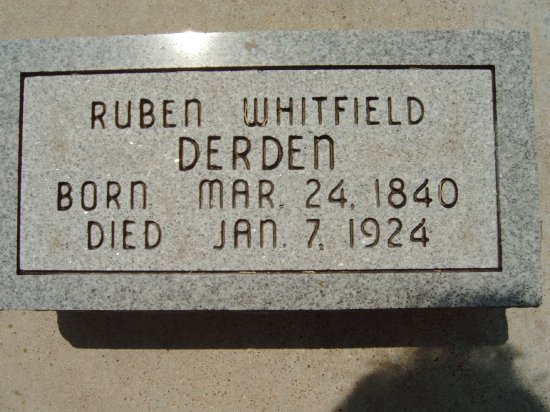 RUBEN WHITFIELD
DERDEN
BORN MAR. 24, 1840
DIED JAN. 7, 1924